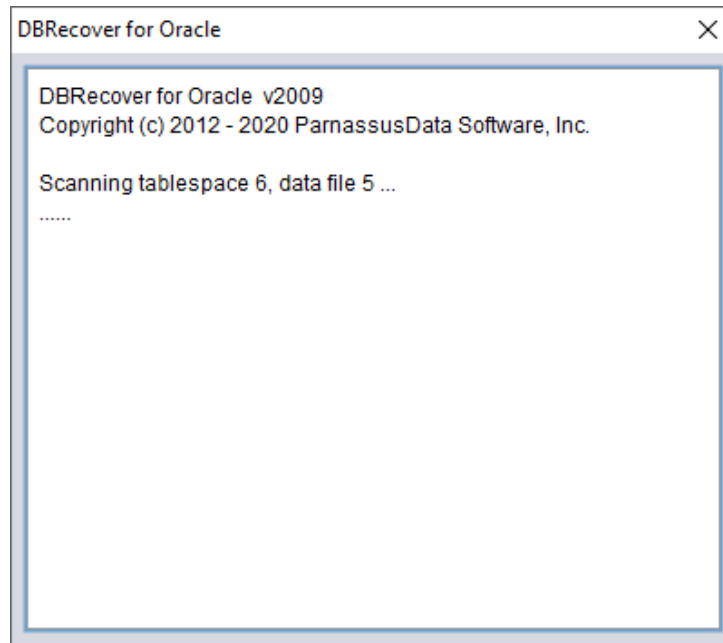 DBRecover for Oracle
DBRecover for Oracle  v2009
Copyright (c) 2012 - 2020 ParnassusData Software, Inc.
Scanning tablespace 6, data file 5 ...
......